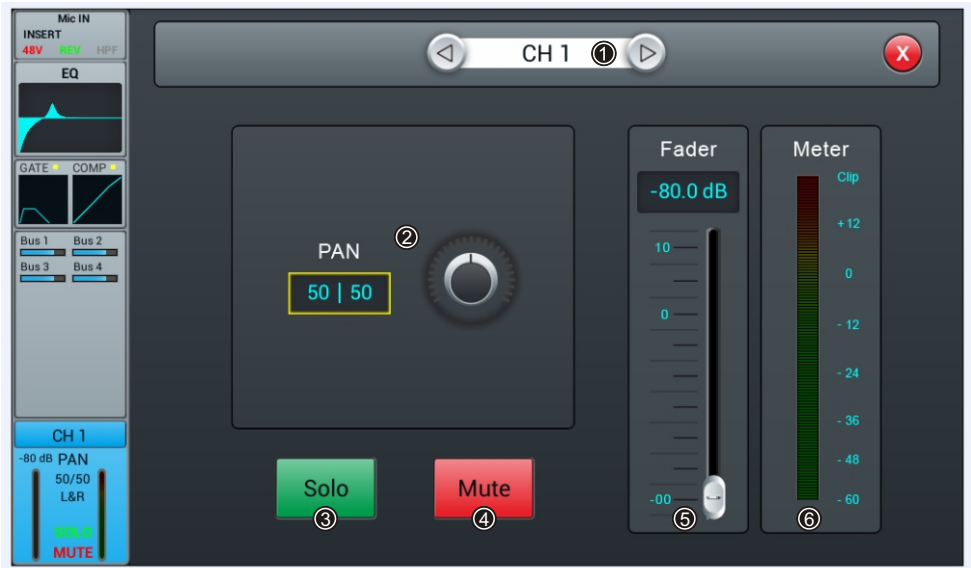 Mic IN
INSERT
48V REV HPF
EQ
GATE COMP
Bus 1 Bus 2
Bus 3 Bus 4
CH 1
-80 dB PAN
50/50
L&R
SOLO
MUTE
CH 1 ①
X
PAN ②
50 | 50
Solo
③
Mute
④
Fader
-80.0 dB
10
0
-00
⑤
Meter
Clip
+12
0
- 12
- 24
- 36
- 48
- 60
⑥